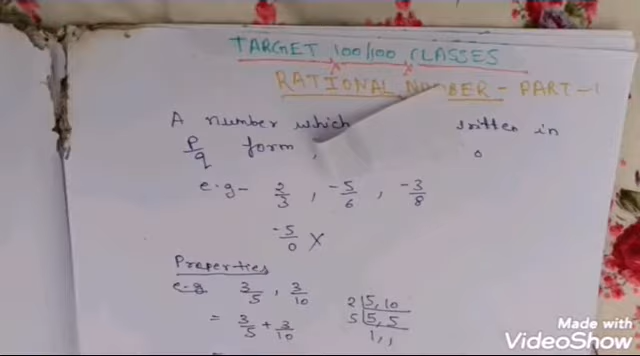 TARGET 100/100 CLASSES
RATIONAL NUMBER - PART-1
A number which written in
p/q form, 0
e.g- 2/3, -5/6, -3/8
-5/0 X
Properties
e.g 3/5, 3/10 2|5, 10
= 3/5 + 3/10 5|5, 5
1,,
=
Made with
VideoShow